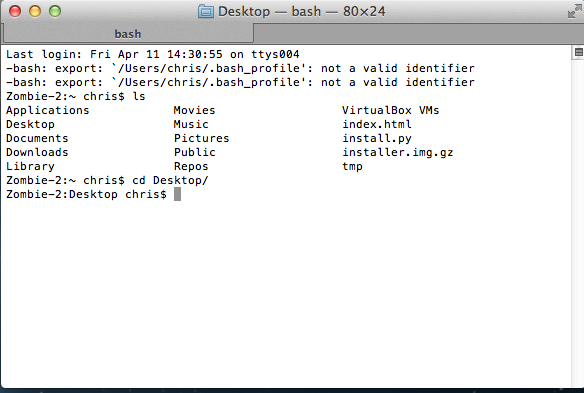 Desktop — bash — 80×24
bash
Last login: Fri Apr 11 14:30:55 on ttys004
-bash: export: `/Users/chris/.bash_profile': not a valid identifier
-bash: export: `/Users/chris/.bash_profile': not a valid identifier
Zombie-2:~ chris$ ls
Applications Movies VirtualBox VMs
Desktop Music index.html
Documents Pictures install.py
Downloads Public installer.img.gz
Library Repos tmp
Zombie-2:~ chris$ cd Desktop/
Zombie-2:Desktop chris$